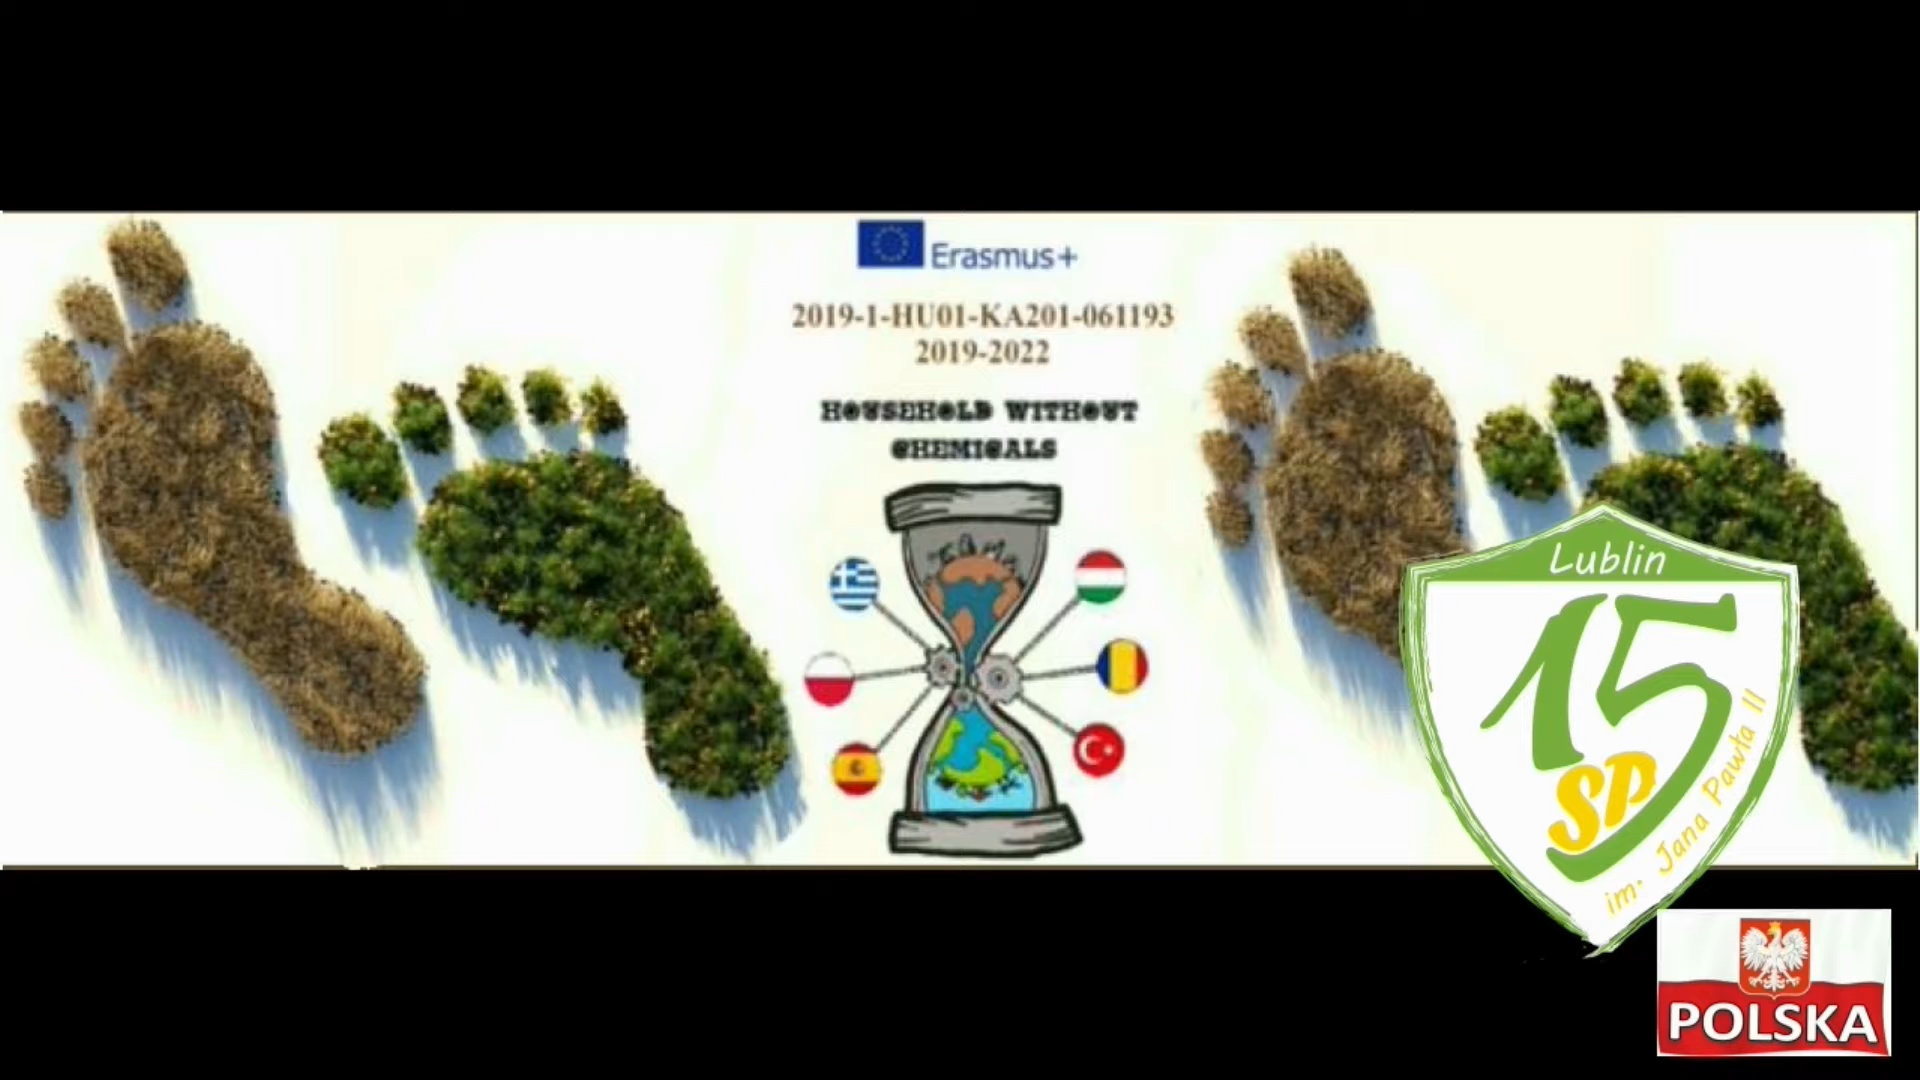 Erasmus+
2019-1-HU01-KA201-061193
2019-2022
HOUSEHOLD WITHOUT
CHEMICALS
Lublin
15
SP
im. Jana Pawła II
POLSKA